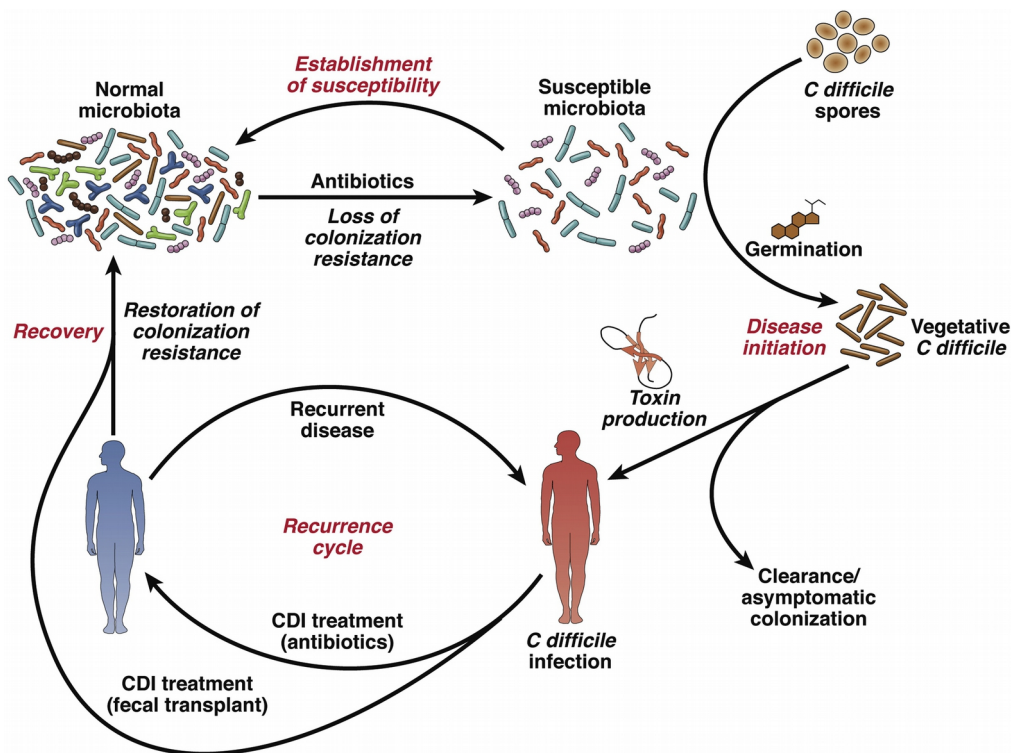 Normal
microbiota
Establishment
of susceptibility
Susceptible
microbiota
C difficile
spores
Antibiotics
Loss of
colonization
resistance
Germination
Recovery
Restoration of
colonization
resistance
Disease
initiation
Vegetative
C difficile
Toxin
production
Recurrent
disease
Recurrence
cycle
Clearance/
asymptomatic
colonization
CDI treatment
(antibiotics)
C difficile
infection
CDI treatment
(fecal transplant)